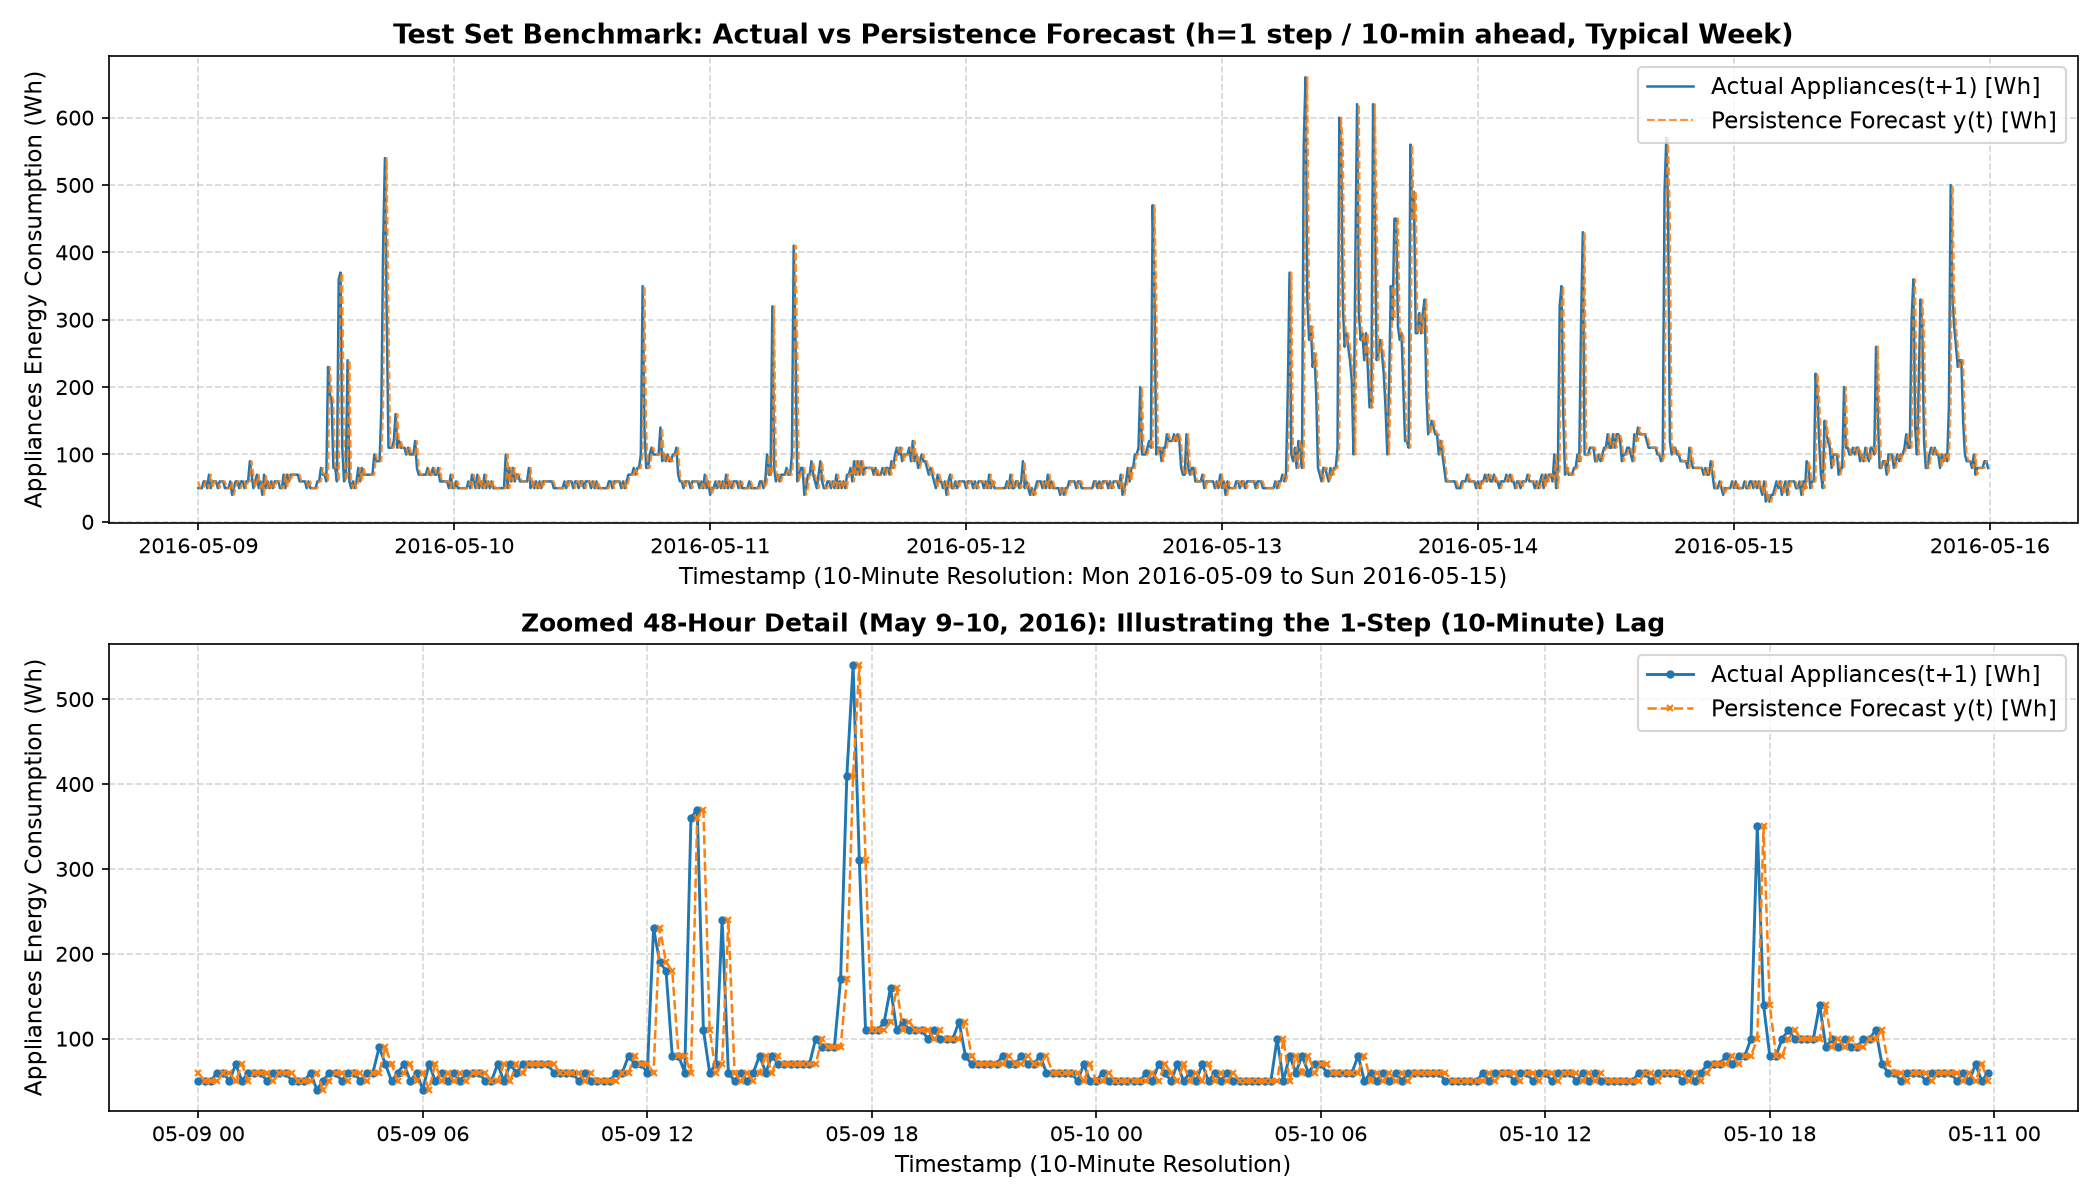 Test Set Benchmark: Actual vs Persistence Forecast (h=1 step / 10-min ahead, Typical Week)
Appliances Energy Consumption (Wh)
600
500
400
300
200
100
0
Actual Appliances(t+1) [Wh]
Persistence Forecast y(t) [Wh]
2016-05-09 2016-05-10 2016-05-11 2016-05-12 2016-05-13 2016-05-14 2016-05-15 2016-05-16
Timestamp (10-Minute Resolution: Mon 2016-05-09 to Sun 2016-05-15)
Zoomed 48-Hour Detail (May 9–10, 2016): Illustrating the 1-Step (10-Minute) Lag
Appliances Energy Consumption (Wh)
500
400
300
200
100
Actual Appliances(t+1) [Wh]
Persistence Forecast y(t) [Wh]
05-09 00 05-09 06 05-09 12 05-09 18 05-10 00 05-10 06 05-10 12 05-10 18 05-11 00
Timestamp (10-Minute Resolution)